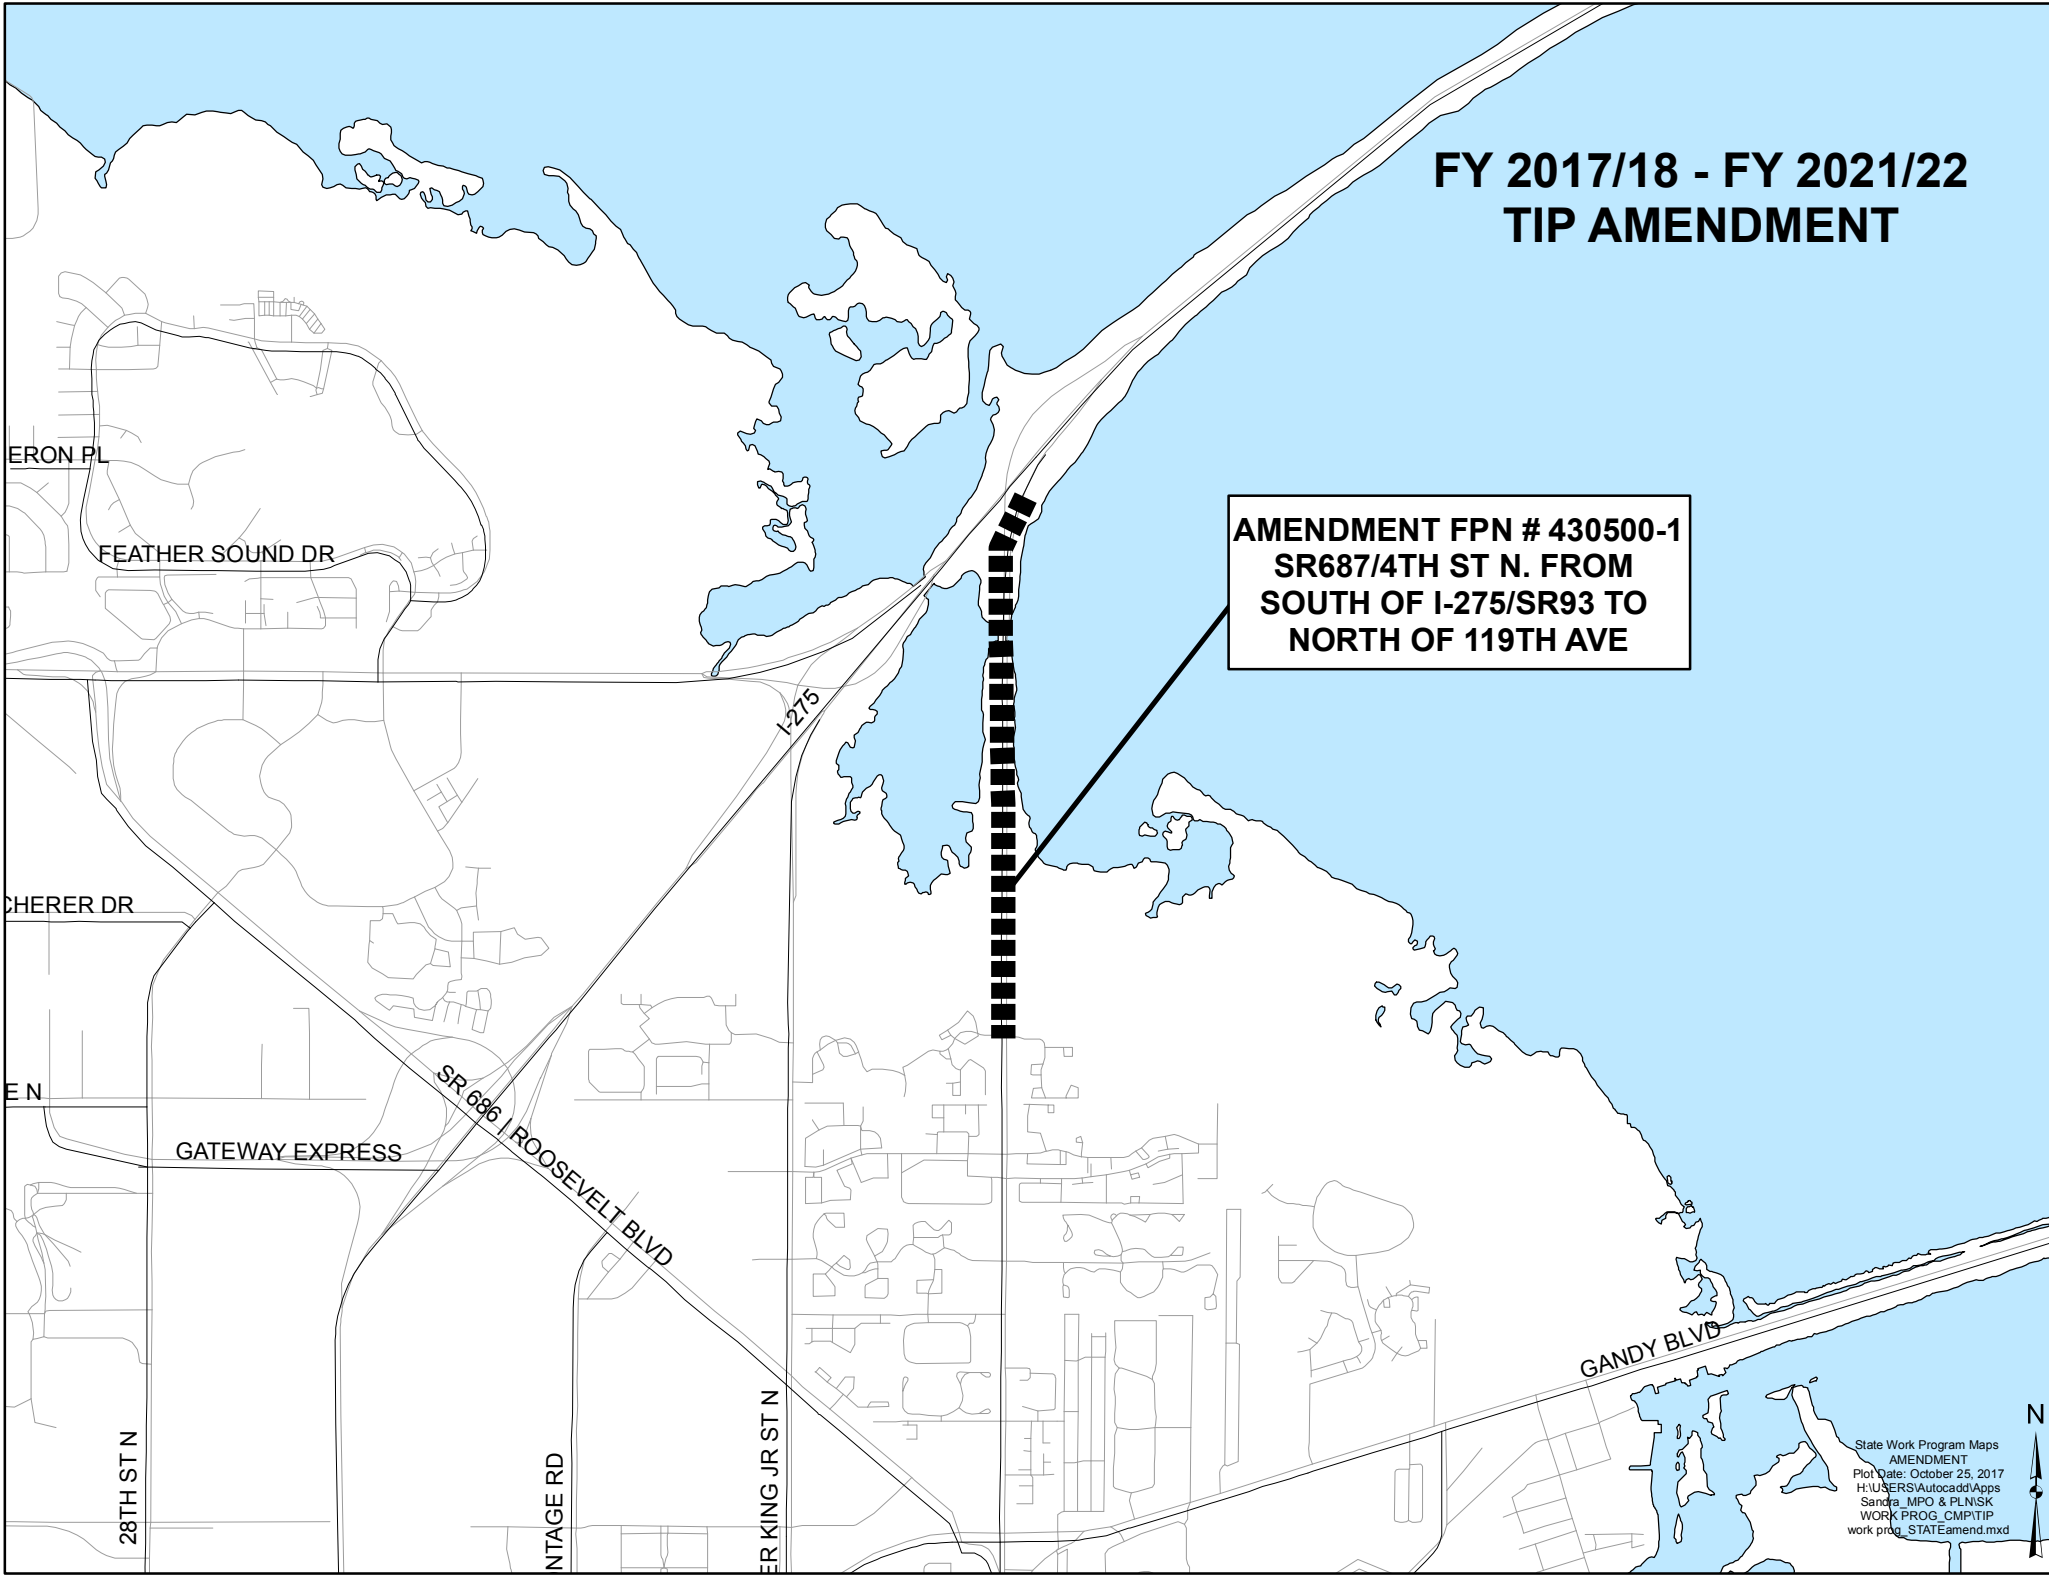 FY 2017/18 - FY 2021/22
TIP AMENDMENT
ERON PL
AMENDMENT FPN # 430500-1
SR687/4TH ST N. FROM
SOUTH OF I-275/SR93 TO
NORTH OF 119TH AVE
FEATHER SOUND DR
I-275
CHERER DR
E N
SR 686 / ROOSEVELT BLVD
GATEWAY EXPRESS
GANDY BLVD
28TH ST N
NTAGE RD
ER KING JR ST N
N
State Work Program Maps
AMENDMENT
Plot Date: October 25, 2017
H:\USERS\Autocadd\Apps
Sandra_MPO & PLN\SK
WORK PROG_CMP\TIP
work prog_STATEamend.mxd